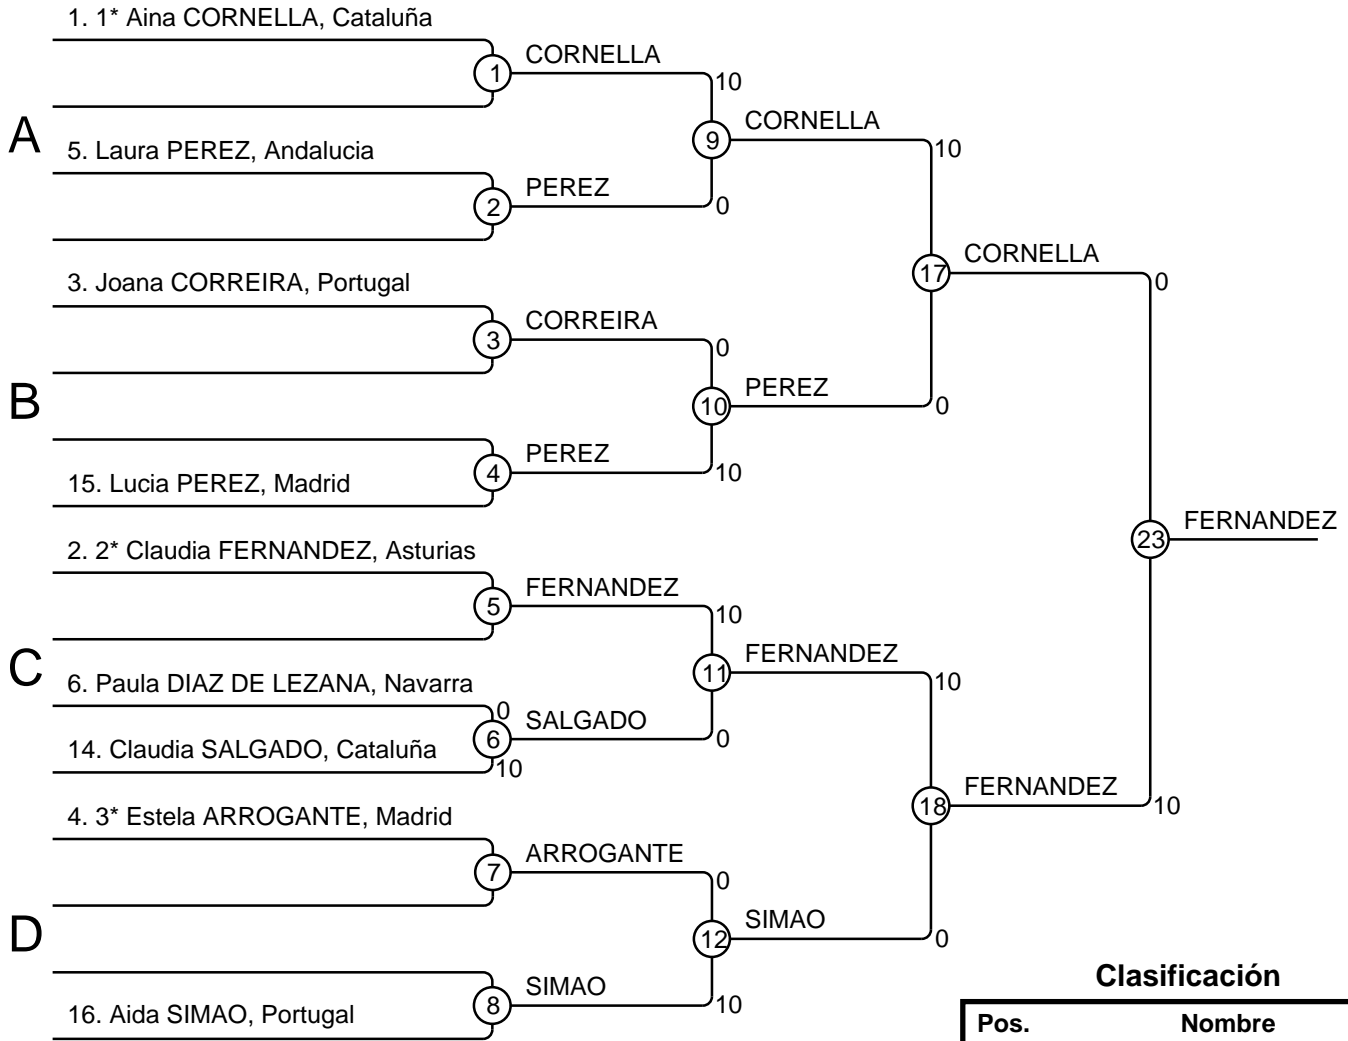 1. 1* Aina CORNELLA, Cataluña
1
CORNELLA
10
A
9
CORNELLA
5. Laura PEREZ, Andalucia
10
2
PEREZ
0
3. Joana CORREIRA, Portugal
17
CORNELLA
0
3
CORREIRA
0
B
10
PEREZ
0
4
PEREZ
10
15. Lucia PEREZ, Madrid
23
FERNANDEZ
2. 2* Claudia FERNANDEZ, Asturias
5
FERNANDEZ
10
C
11
FERNANDEZ
10
6. Paula DIAZ DE LEZANA, Navarra
0
6
SALGADO
0
14. Claudia SALGADO, Cataluña
10
18
FERNANDEZ
10
4. 3* Estela ARROGANTE, Madrid
7
ARROGANTE
0
D
12
SIMAO
0
8
SIMAO
10
16. Aida SIMAO, Portugal
Clasificación
Pos. Nombre